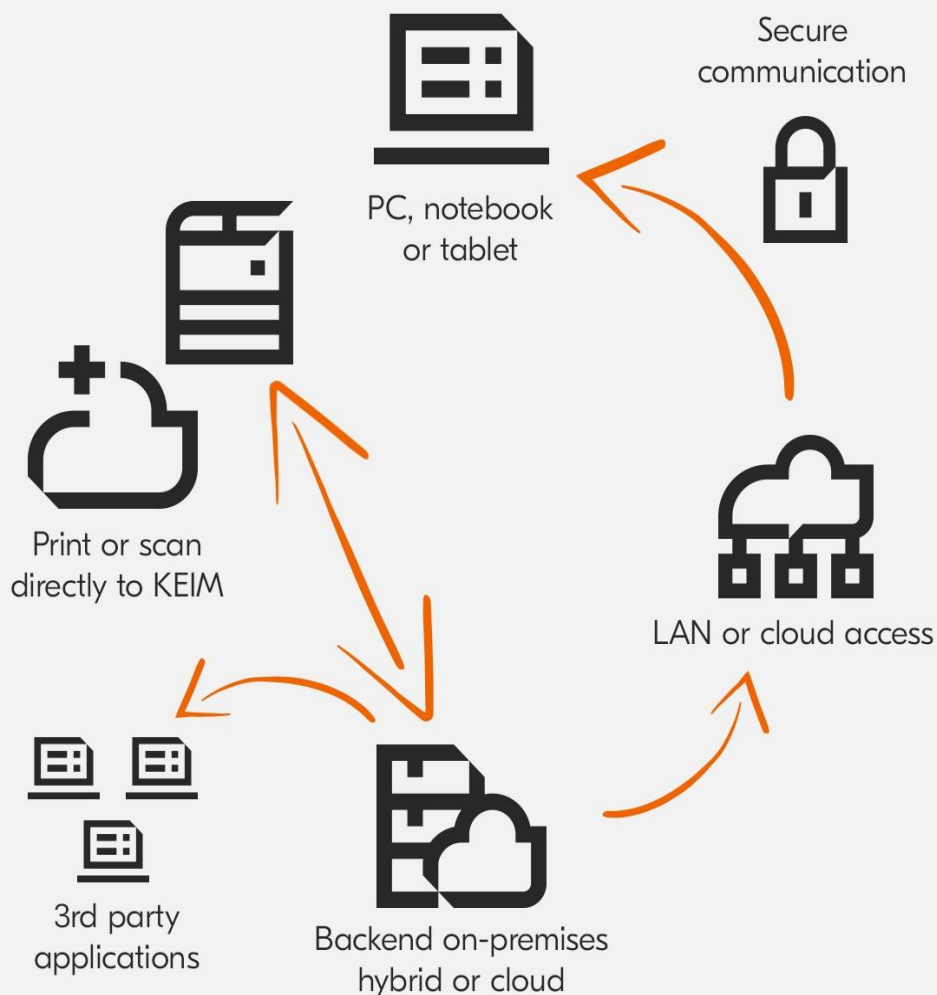 Secure
communication
PC, notebook
or tablet
Print or scan
directly to KEIM
LAN or cloud access
3rd party
applications
Backend on-premises
hybrid or cloud